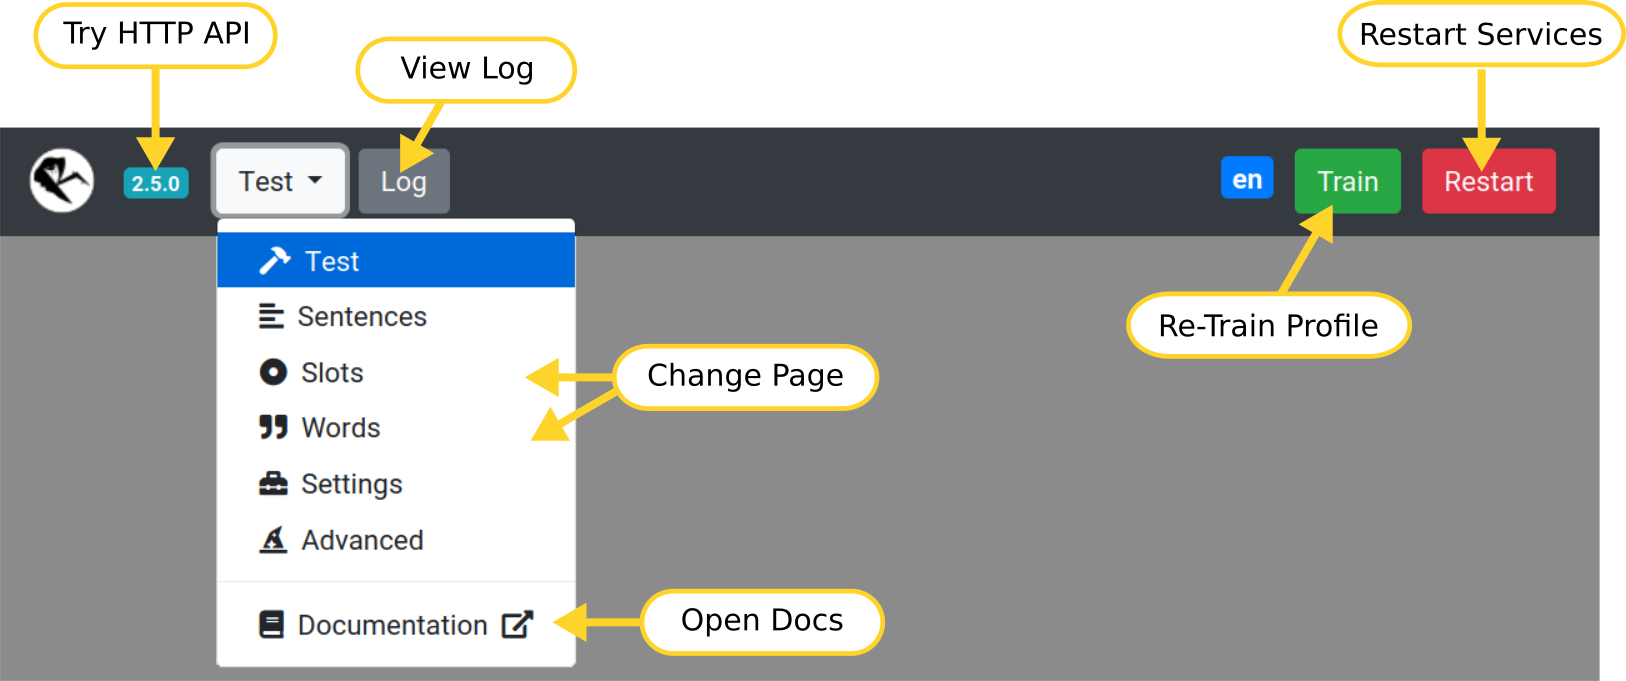 Try HTTP API
View Log
Restart Services
2.5.0
Test
Log
en
Train
Restart
Test
Sentences
Slots
Words
Settings
Advanced
Documentation
Change Page
Re-Train Profile
Open Docs